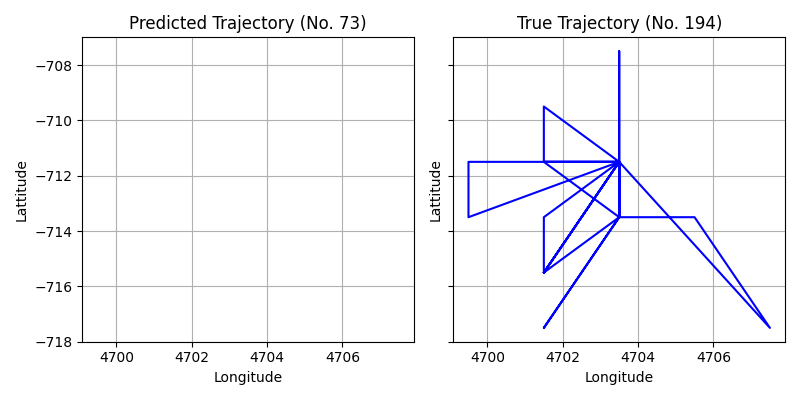 Predicted Trajectory (No. 73)
−708
−710
−712
−714
−716
−718
Lattitude
4700 4702 4704 4706
Longitude
True Trajectory (No. 194)
Lattitude
4700 4702 4704 4706
Longitude